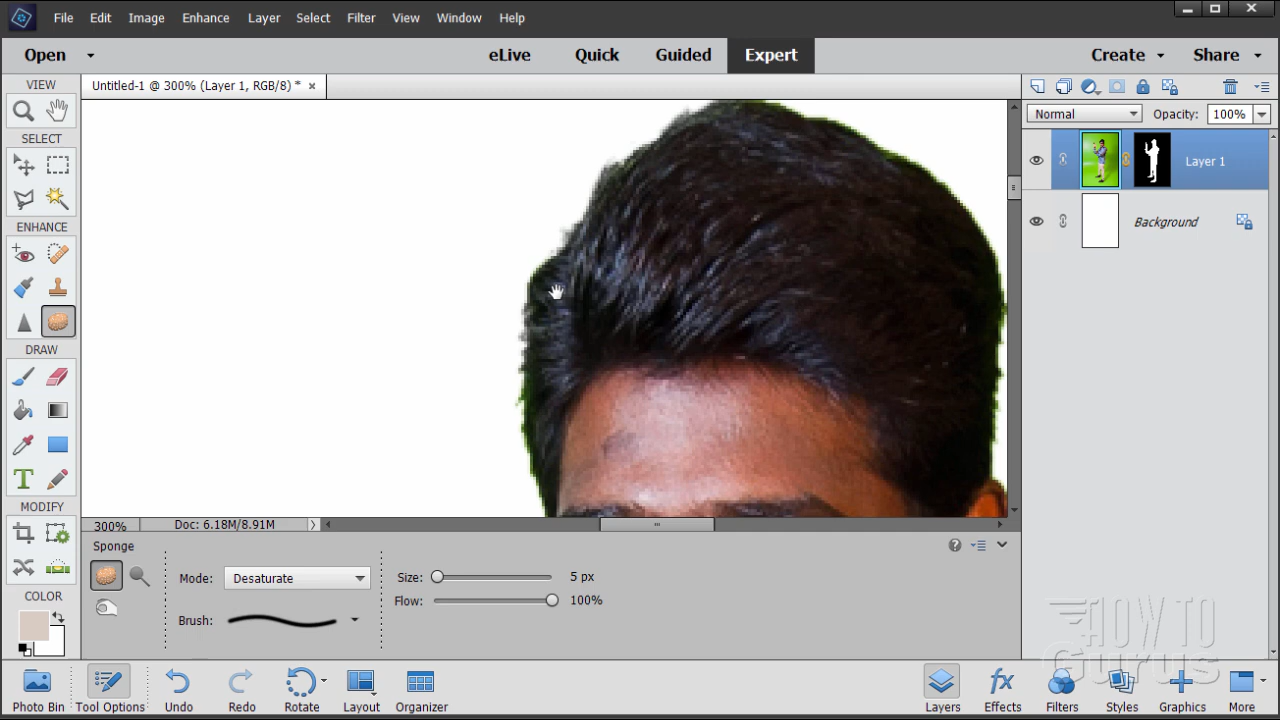 File Edit Image Enhance Layer Select Filter View Window Help
Open eLive Quick Guided Expert Create Share
VIEW
Untitled-1 @ 300% (Layer 1, RGB/8) *
Normal Opacity: 100%
SELECT
Layer 1
Background
ENHANCE
DRAW
MODIFY
300% Doc: 6.18M/8.91M
Sponge
Mode: Desaturate Size: 5 px
Flow: 100%
COLOR
Brush:
HOW TO
Gurus
Photo Bin Tool Options Undo Redo Rotate Layout Organizer Layers Effects Filters Styles Graphics More